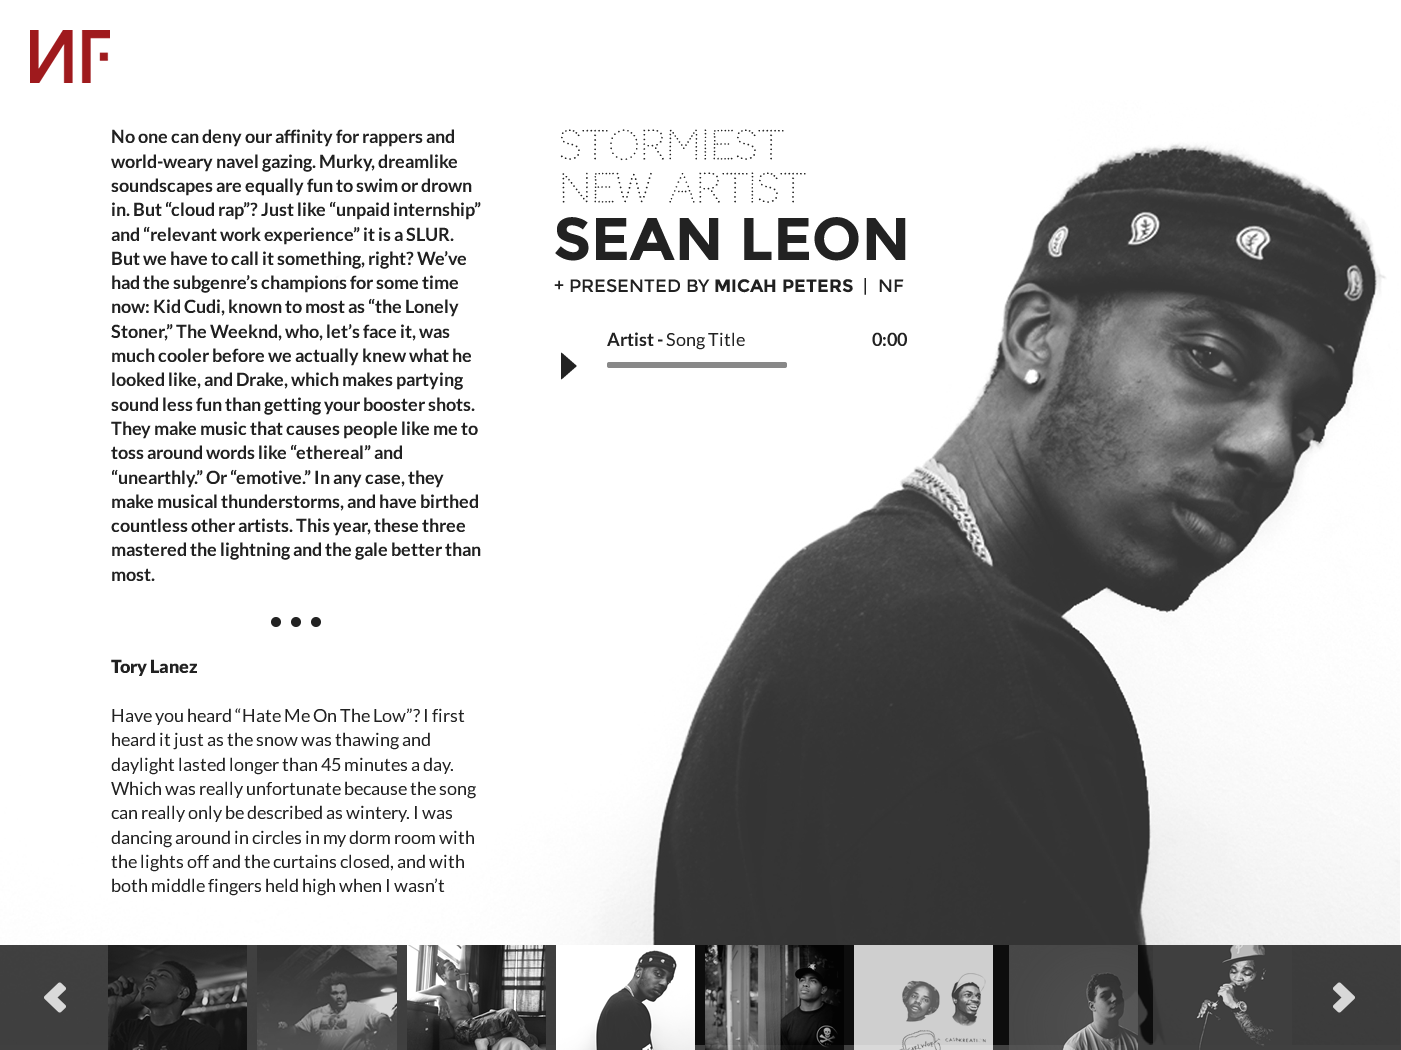 NF
No one can deny our affinity for rappers and
world-weary navel gazing. Murky, dreamlike
soundscapes are equally fun to swim or drown
in. But “cloud rap”? Just like “unpaid internship”
and “relevant work experience” it is a SLUR.
But we have to call it something, right? We’ve
had the subgenre’s champions for some time
now: Kid Cudi, known to most as “the Lonely
Stoner,” The Weeknd, who, let’s face it, was
much cooler before we actually knew what he
looked like, and Drake, which makes partying
sound less fun than getting your booster shots.
They make music that causes people like me to
toss around words like “ethereal” and
“unearthly.” Or “emotive.” In any case, they
make musical thunderstorms, and have birthed
countless other artists. This year, these three
mastered the lightning and the gale better than
most.
Tory Lanez
Have you heard “Hate Me On The Low”? I first
heard it just as the snow was thawing and
daylight lasted longer than 45 minutes a day.
Which was really unfortunate because the song
can really only be described as wintery. I was
dancing around in circles in my dorm room with
the lights off and the curtains closed, and with
both middle fingers held high when I wasn’t
STORMIEST
NEW ARTIST
SEAN LEON
+ PRESENTED BY MICAH PETERS | NF
Artist - Song Title 0:00